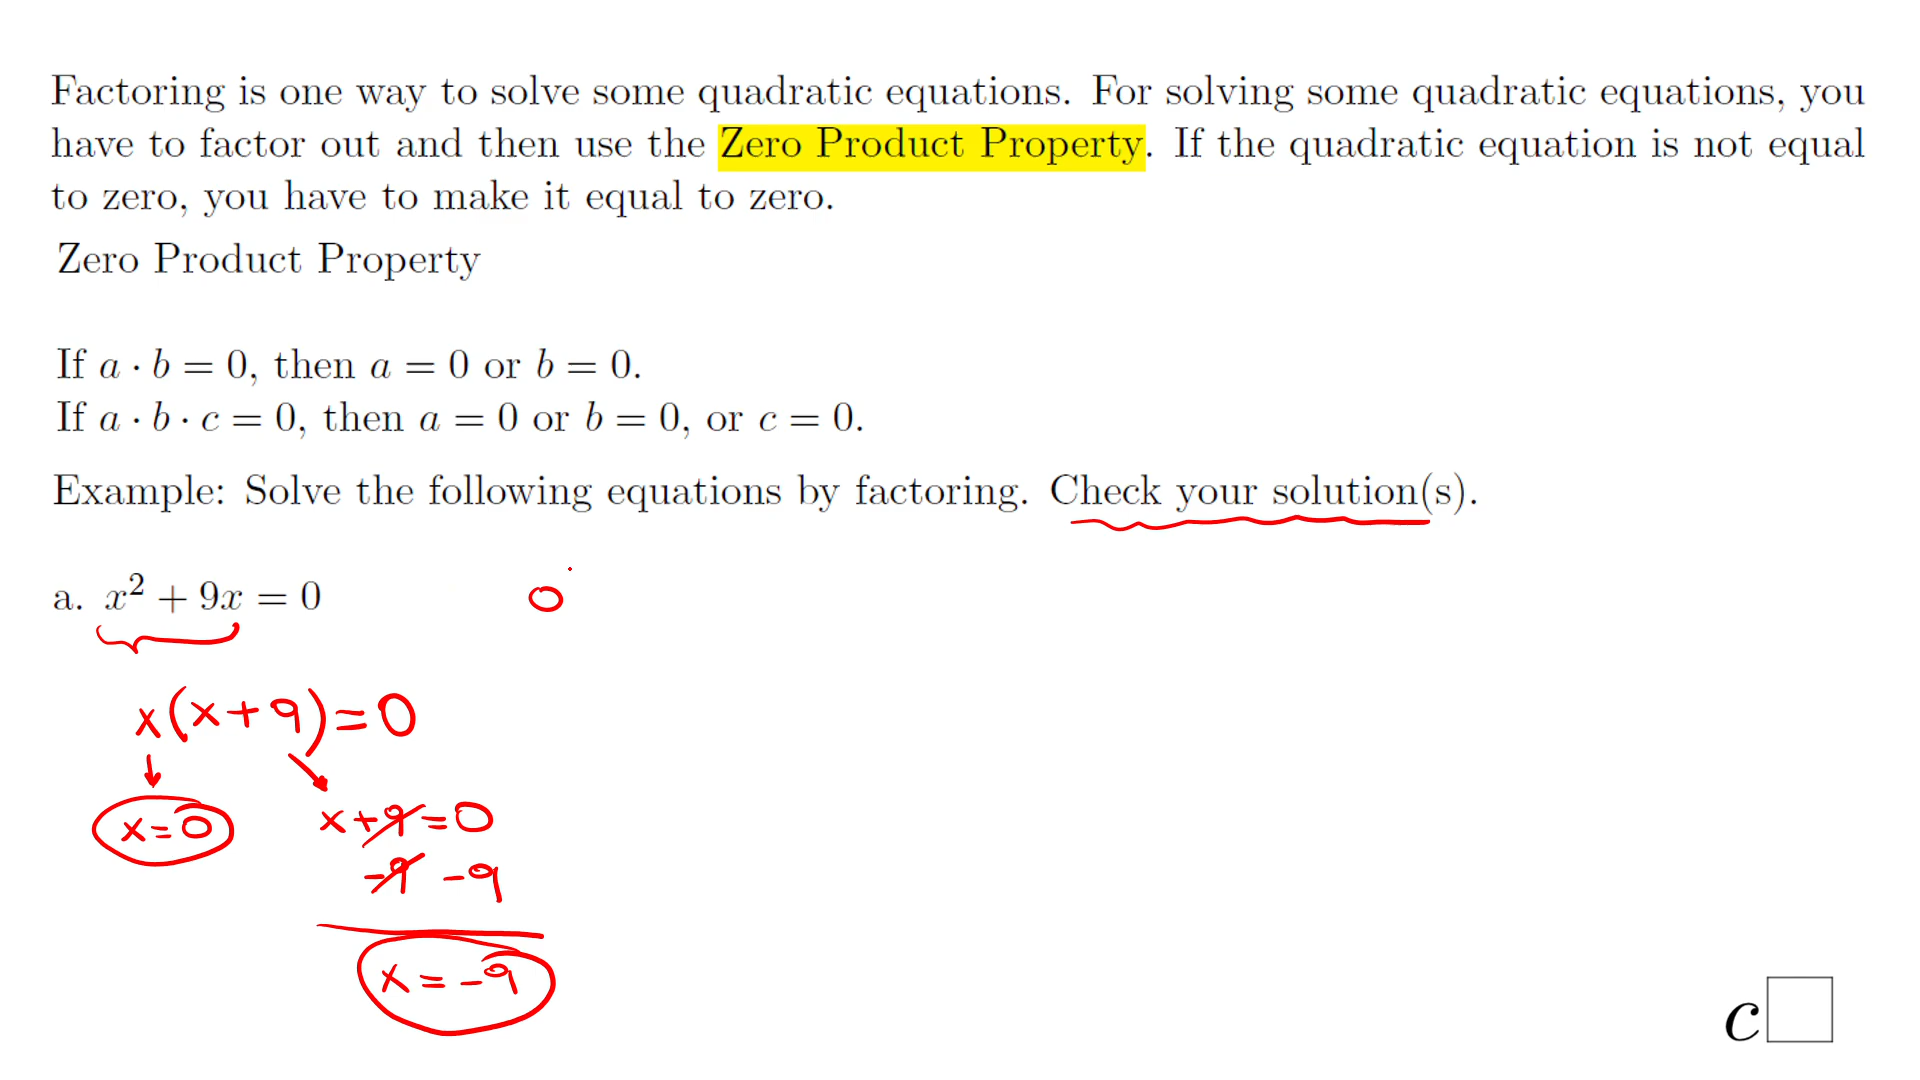 Factoring is one way to solve some quadratic equations. For solving some quadratic equations, you
have to factor out and then use the Zero Product Property. If the quadratic equation is not equal
to zero, you have to make it equal to zero.
Zero Product Property
If a · b = 0, then a = 0 or b = 0.
If a · b · c = 0, then a = 0 or b = 0, or c = 0.
Example: Solve the following equations by factoring. Check your solution(s).
a. x² + 9x = 0
0
x(x+9)=0
x=0
x+9=0
-9 -9
x=-9
c